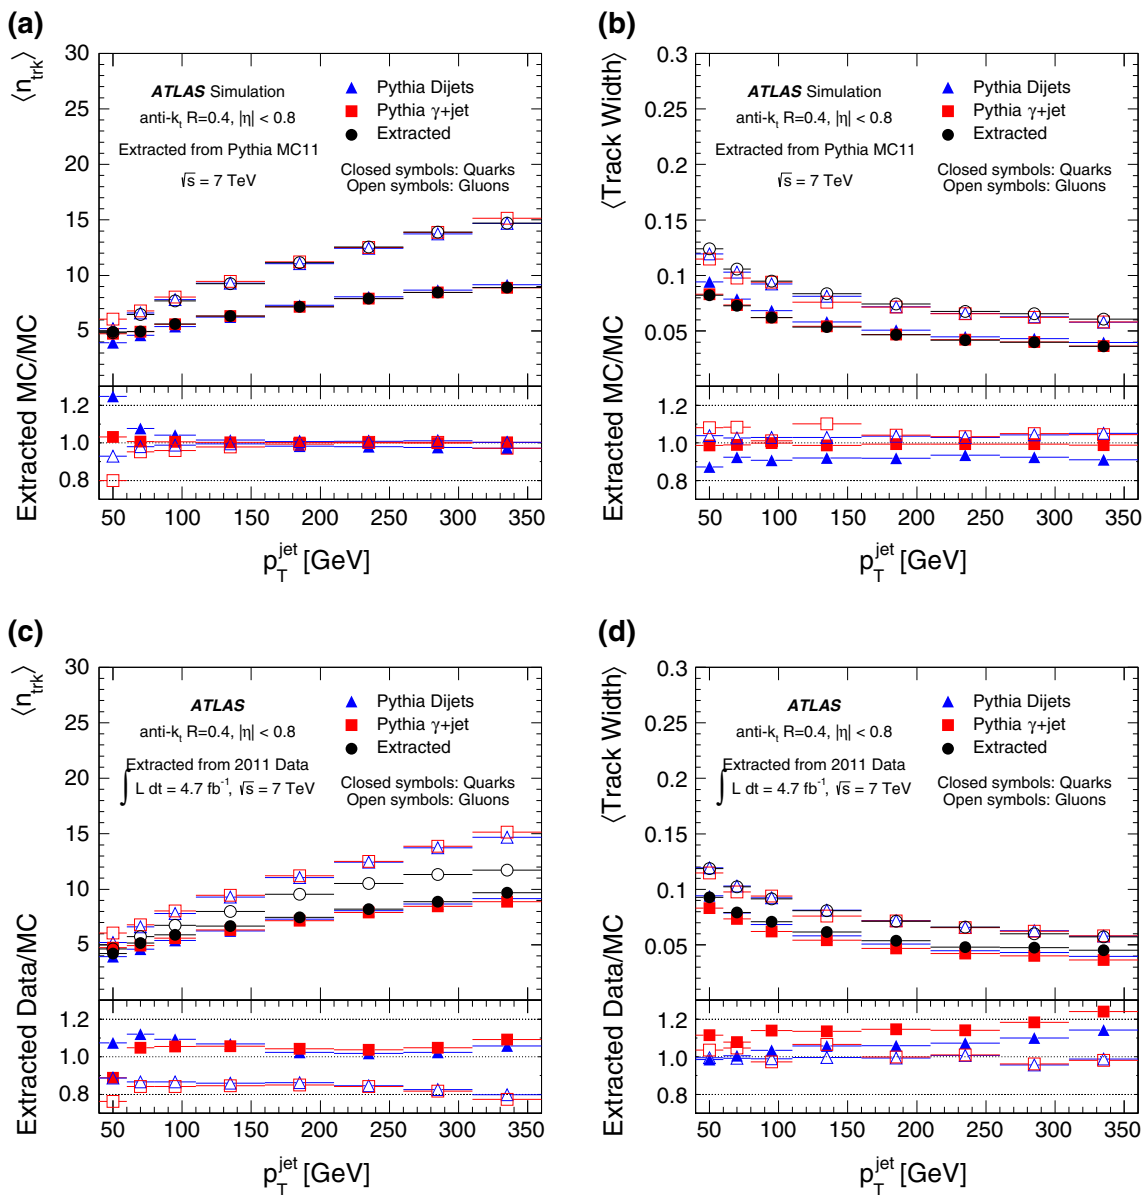 (a)
⟨n_trk⟩
30
25
20
15
10
5
ATLAS Simulation
anti-k_t R=0.4, |η| < 0.8
Extracted from Pythia MC11
√s = 7 TeV
Pythia Dijets
Pythia γ+jet
Extracted
Closed symbols: Quarks
Open symbols: Gluons
Extracted MC/MC
1.2
1.0
0.8
50 100 150 200 250 300 350
p_T^jet [GeV]
(b)
⟨Track Width⟩
0.3
0.25
0.2
0.15
0.1
0.05
ATLAS Simulation
anti-k_t R=0.4, |η| < 0.8
Extracted from Pythia MC11
√s = 7 TeV
Pythia Dijets
Pythia γ+jet
Extracted
Closed symbols: Quarks
Open symbols: Gluons
Extracted MC/MC
1.2
1.0
0.8
50 100 150 200 250 300 350
p_T^jet [GeV]
(c)
⟨n_trk⟩
30
25
20
15
10
5
ATLAS
anti-k_t R=0.4, |η| < 0.8
Extracted from 2011 Data
∫ L dt = 4.7 fb⁻¹, √s = 7 TeV
Pythia Dijets
Pythia γ+jet
Extracted
Closed symbols: Quarks
Open symbols: Gluons
Extracted Data/MC
1.2
1.0
0.8
50 100 150 200 250 300 350
p_T^jet [GeV]
(d)
⟨Track Width⟩
0.3
0.25
0.2
0.15
0.1
0.05
ATLAS
anti-k_t R=0.4, |η| < 0.8
Extracted from 2011 Data
∫ L dt = 4.7 fb⁻¹, √s = 7 TeV
Pythia Dijets
Pythia γ+jet
Extracted
Closed symbols: Quarks
Open symbols: Gluons
Extracted Data/MC
1.2
1.0
0.8
50 100 150 200 250 300 350
p_T^jet [GeV]